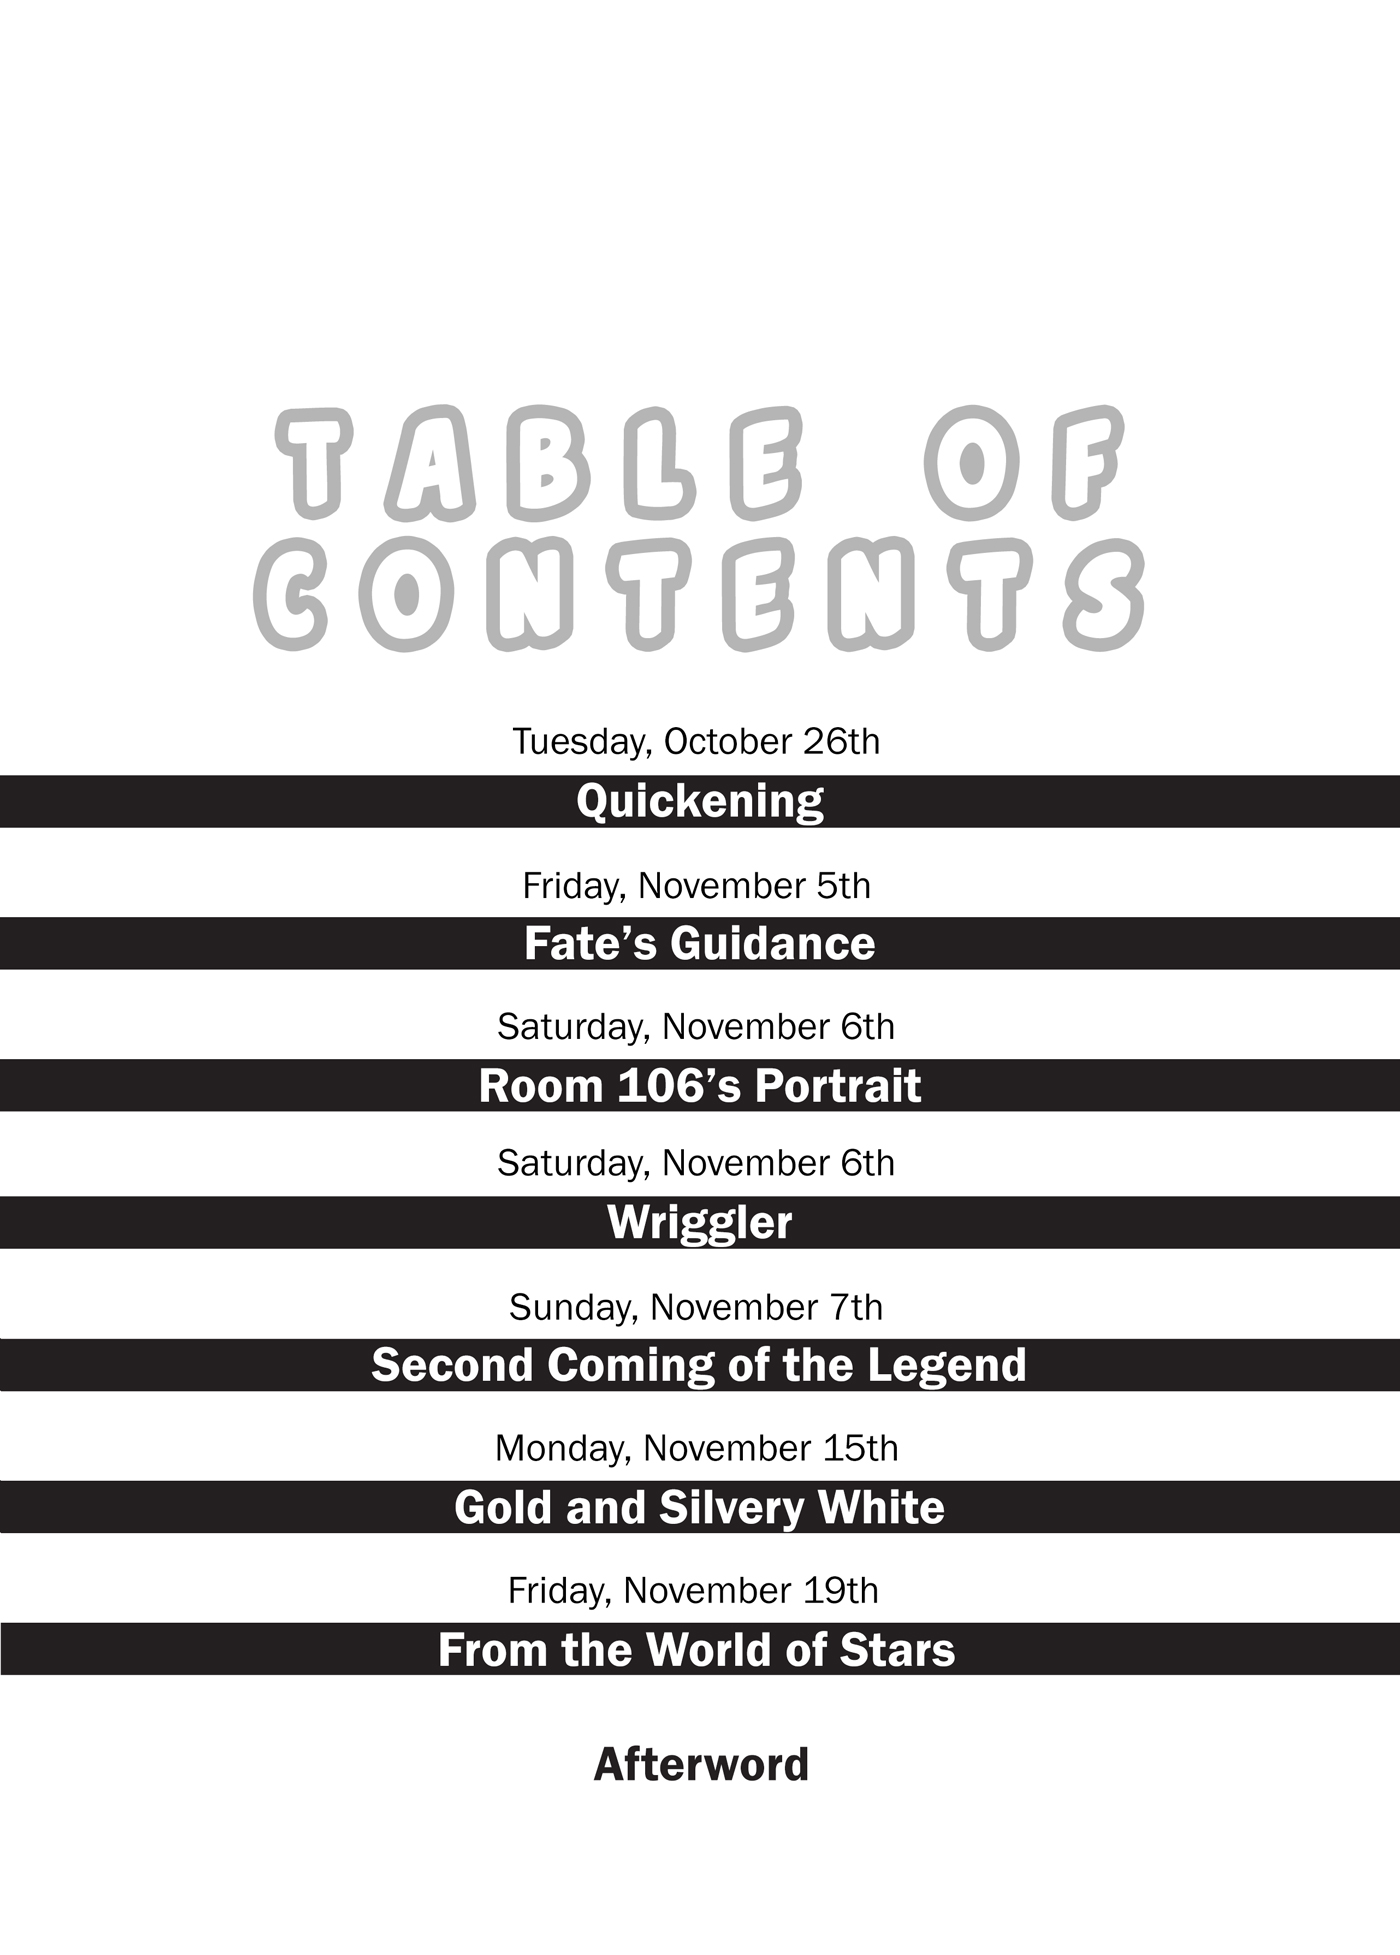 TABLE OF
CONTENTS
Tuesday, October 26th
Quickening
Friday, November 5th
Fate’s Guidance
Saturday, November 6th
Room 106’s Portrait
Saturday, November 6th
Wriggler
Sunday, November 7th
Second Coming of the Legend
Monday, November 15th
Gold and Silvery White
Friday, November 19th
From the World of Stars
Afterword